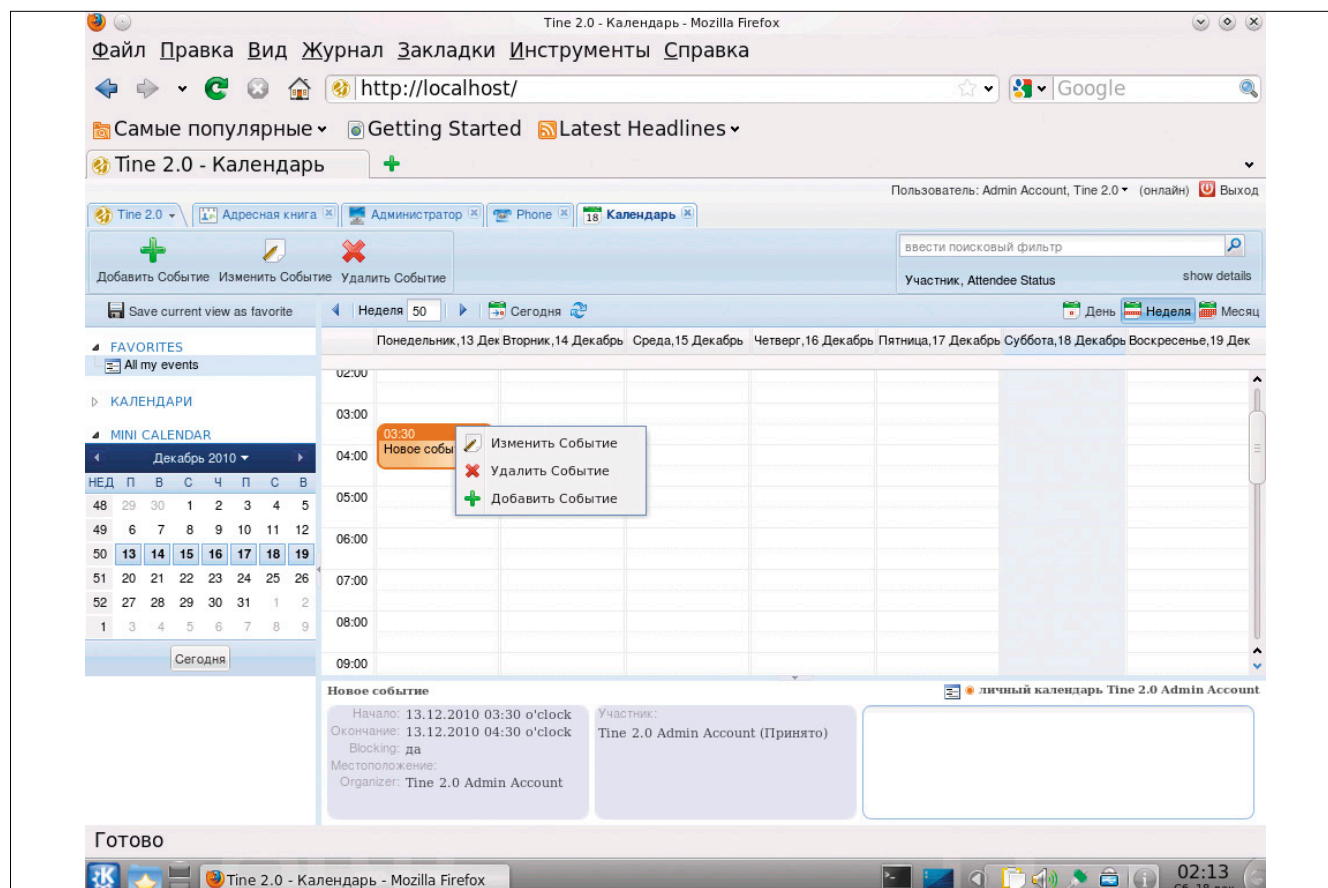 Tine 2.0 - Календарь - Mozilla Firefox
Файл Правка Вид Журнал Закладки Инструменты Справка
http://localhost/ Google
Самые популярные Getting Started Latest Headlines
Tine 2.0 - Календарь
Пользователь: Admin Account, Tine 2.0 (онлайн) Выход
Tine 2.0 Адресная книга Администратор Phone 18 Календарь
Добавить Событие Изменить Событие Удалить Событие
ввести поисковый фильтр
Участник, Attendee Status show details
Save current view as favorite Неделя 50 Сегодня День Неделя Месяц
FAVORITES
All my events
КАЛЕНДАРИ
MINI CALENDAR
Декабрь 2010
НЕД П В С Ч П С В
48 29 30 1 2 3 4 5
49 6 7 8 9 10 11 12
50 13 14 15 16 17 18 19
51 20 21 22 23 24 25 26
52 27 28 29 30 31 1 2
1 3 4 5 6 7 8 9
Сегодня
Понедельник,13 Дек Вторник,14 Декабрь Среда,15 Декабрь Четверг,16 Декабрь Пятница,17 Декабрь Суббота,18 Декабрь Воскресенье,19 Дек
02:00
03:00
03:30
Новое собы
04:00
Изменить Событие
Удалить Событие
Добавить Событие
05:00
06:00
07:00
08:00
09:00
Новое событие личный календарь Tine 2.0 Admin Account
Начало: 13.12.2010 03:30 o'clock
Окончание: 13.12.2010 04:30 o'clock
Blocking: да
Местоположение:
Organizer: Tine 2.0 Admin Account
Участник:
Tine 2.0 Admin Account (Принято)
Готово
Tine 2.0 - Календарь - Mozilla Firefox 02:13
Сб, 18 дек